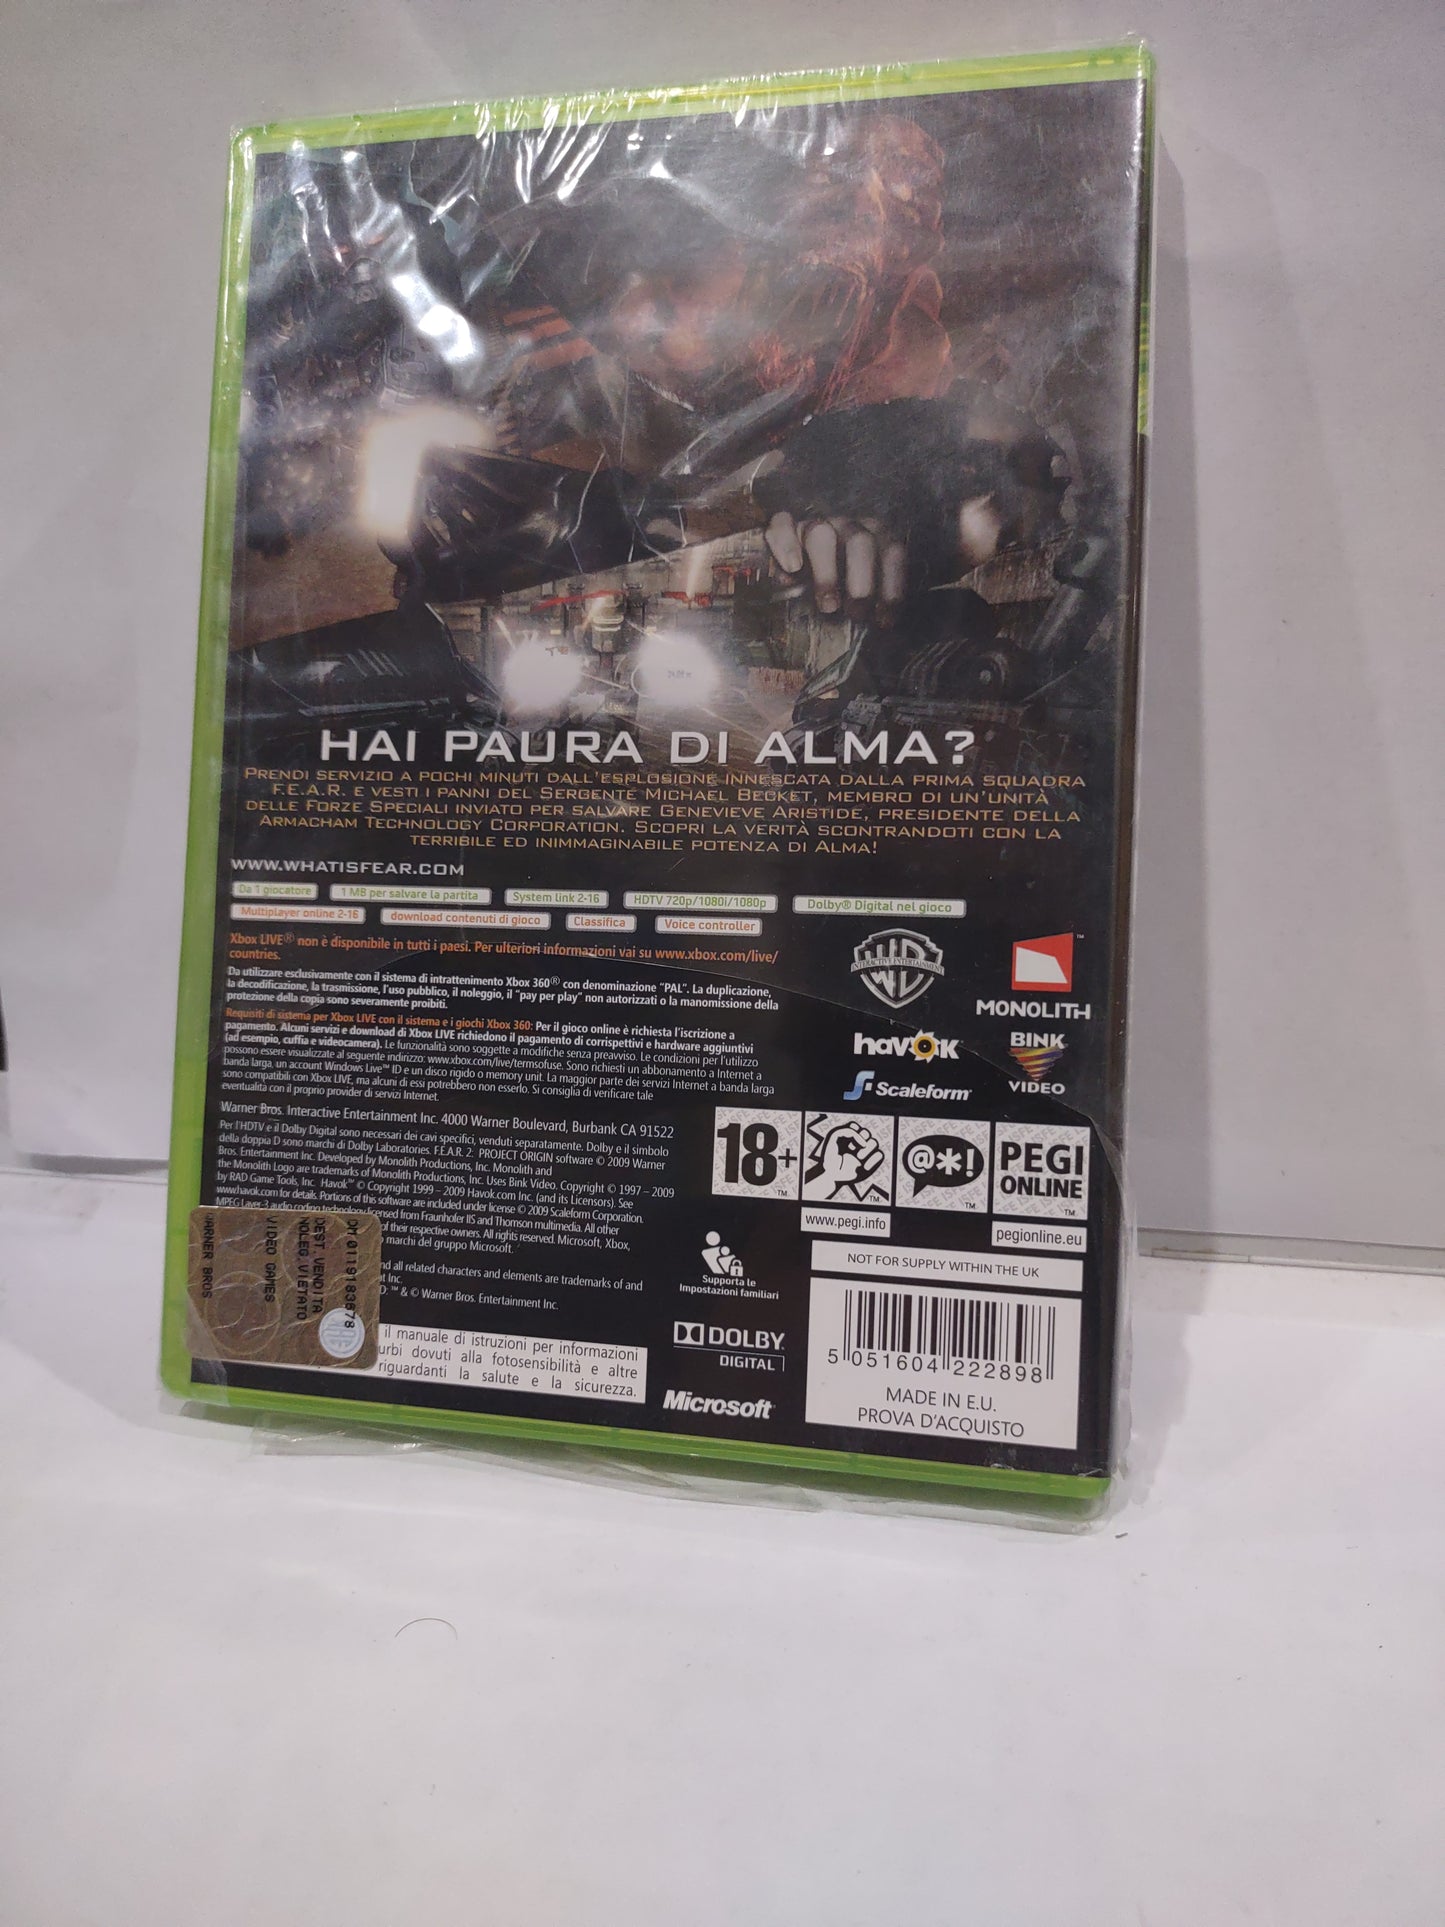 HAI PAURA DI ALMA?
PRENDI SERVIZIO A POCHI MINUTI DALL'ESPLOSIONE INNESCATA DALLA PRIMA SQUADRA
F.E.A.R. E VESTI I PANNI DEL SERGENTE MICHAEL BECKET, MEMBRO DI UN'UNITÀ
DELLE FORZE SPECIALI INVIATO PER SALVARE GENEVIEVE ARISTIDE, PRESIDENTE DELLA
ARMACHAM TECHNOLOGY CORPORATION. SCOPRI LA VERITÀ SCONTRANDOTI CON LA
TERRIBILE ED INIMMAGINABILE POTENZA DI ALMA!
WWW.WHATISFEAR.COM
Da 1 giocatore
1 MB per salvare la partita
System link 2-16
HDTV 720p/1080i/1080p
Dolby® Digital nel gioco
Multiplayer online 2-16
download contenuti di gioco
Classifica
Voice controller
Xbox LIVE® non è disponibile in tutti i paesi. Per ulteriori informazioni vai su www.xbox.com/live/
countries.
Da utilizzare esclusivamente con il sistema di intrattenimento Xbox 360® con denominazione "PAL". La duplicazione,
la decodificazione, la trasmissione, l'uso pubblico, il noleggio, il "pay per play" non autorizzati o la manomissione della
protezione della copia sono severamente proibiti.
Requisiti di sistema per Xbox LIVE con il sistema e i giochi Xbox 360: Per il gioco online è richiesta l'iscrizione a
pagamento. Alcuni servizi e download di Xbox LIVE richiedono il pagamento di corrispettivi e hardware aggiuntivi
(ad esempio, cuffia e videocamera). Le funzionalità sono soggette a modifiche senza preavviso. Le condizioni per l'utilizzo
possono essere visualizzate al seguente indirizzo: www.xbox.com/live/termsofuse. Sono richiesti un abbonamento a Internet a
banda larga, un account Windows Live™ ID e un disco rigido o memory unit. La maggior parte dei servizi Internet a banda larga
sono compatibili con Xbox LIVE, ma alcuni di essi potrebbero non esserlo. Si consiglia di verificare tale
eventualità con il proprio provider di servizi Internet.
WB
INTERACTIVE ENTERTAINMENT
MONOLITH
havok
BINK
VIDEO
Scaleform
Warner Bros. Interactive Entertainment Inc. 4000 Warner Boulevard, Burbank CA 91522
Per l'HDTV e il Dolby Digital sono necessari dei cavi specifici, venduti separatamente. Dolby e il simbolo
della doppia D sono marchi di Dolby Laboratories. F.E.A.R. 2: PROJECT ORIGIN software © 2009 Warner
Bros. Entertainment Inc. Developed by Monolith Productions, Inc. Monolith and
the Monolith Logo are trademarks of Monolith Productions, Inc. Uses Bink Video. Copyright © 1997 – 2009
by RAD Game Tools, Inc. Havok™ © Copyright 1999 – 2009 Havok.com Inc. (and its Licensors). See
www.havok.com for details. Portions of this software are included under license © 2009 Scaleform Corporation.
MPEG Layer-3 audio coding technology licensed from Fraunhofer IIS and Thomson multimedia. All other
of their respective owners. All rights reserved. Microsoft, Xbox,
marchi del gruppo Microsoft.
nd all related characters and elements are trademarks of and
t Inc.
™ & © Warner Bros. Entertainment Inc.
il manuale di istruzioni per informazioni
urbi dovuti alla fotosensibilità e altre
riguardanti la salute e la sicurezza.
OM 0119183678
DEST.VENDITA
NOLEG VIETATO
VIDEO GAMES
WARNER BROS
18+
@*!
PEGI
ONLINE
www.pegi.info
pegionline.eu
Supporta le
Impostazioni familiari
NOT FOR SUPPLY WITHIN THE UK
DOLBY
DIGITAL
Microsoft
5 051604 222898
MADE IN E.U.
PROVA D'ACQUISTO